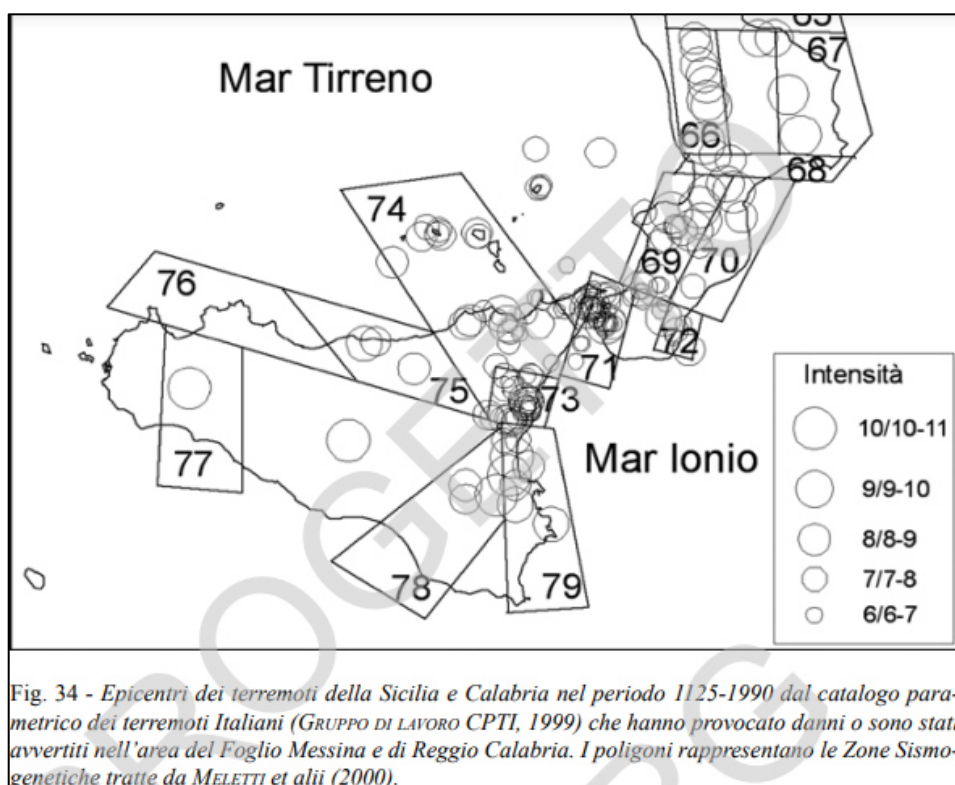 65
Mar Tirreno
67
66
68
74
69
70
76
71
72
75
73
77
Mar Ionio
78
79
Intensità
10/10-11
9/9-10
8/8-9
7/7-8
6/6-7
Fig. 34 - Epicentri dei terremoti della Sicilia e Calabria nel periodo 1125-1990 dal catalogo para-
metrico dei terremoti Italiani (GRUPPO DI LAVORO CPTI, 1999) che hanno provocato danni o sono stati
avvertiti nell'area del Foglio Messina e di Reggio Calabria. I poligoni rappresentano le Zone Sismo-
genetiche tratte da MELETTI et alii (2000).
PROGETTO